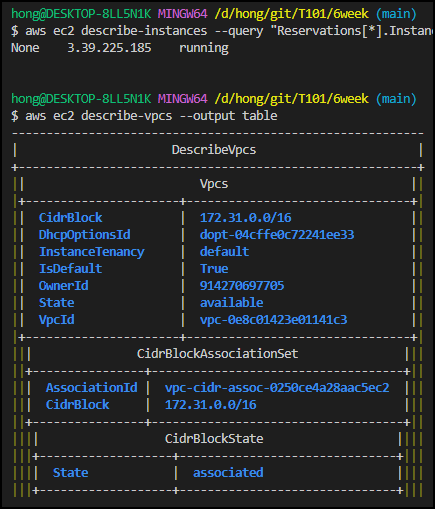 hong@DESKTOP-8LL5N1K MINGW64 /d/hong/git/T101/6week (main)
$ aws ec2 describe-instances --query "Reservations[*].Instan
None    3.39.225.185    running
hong@DESKTOP-8LL5N1K MINGW64 /d/hong/git/T101/6week (main)
$ aws ec2 describe-vpcs --output table
DescribeVpcs
Vpcs
CidrBlock | 172.31.0.0/16
DhcpOptionsId | dopt-04cffe0c72241ee33
InstanceTenancy | default
IsDefault | True
OwnerId | 914270697705
State | available
VpcId | vpc-0e8c01423e01141c3
CidrBlockAssociationSet
AssociationId | vpc-cidr-assoc-0250ce4a28aac5ec2
CidrBlock | 172.31.0.0/16
CidrBlockState
State | associated